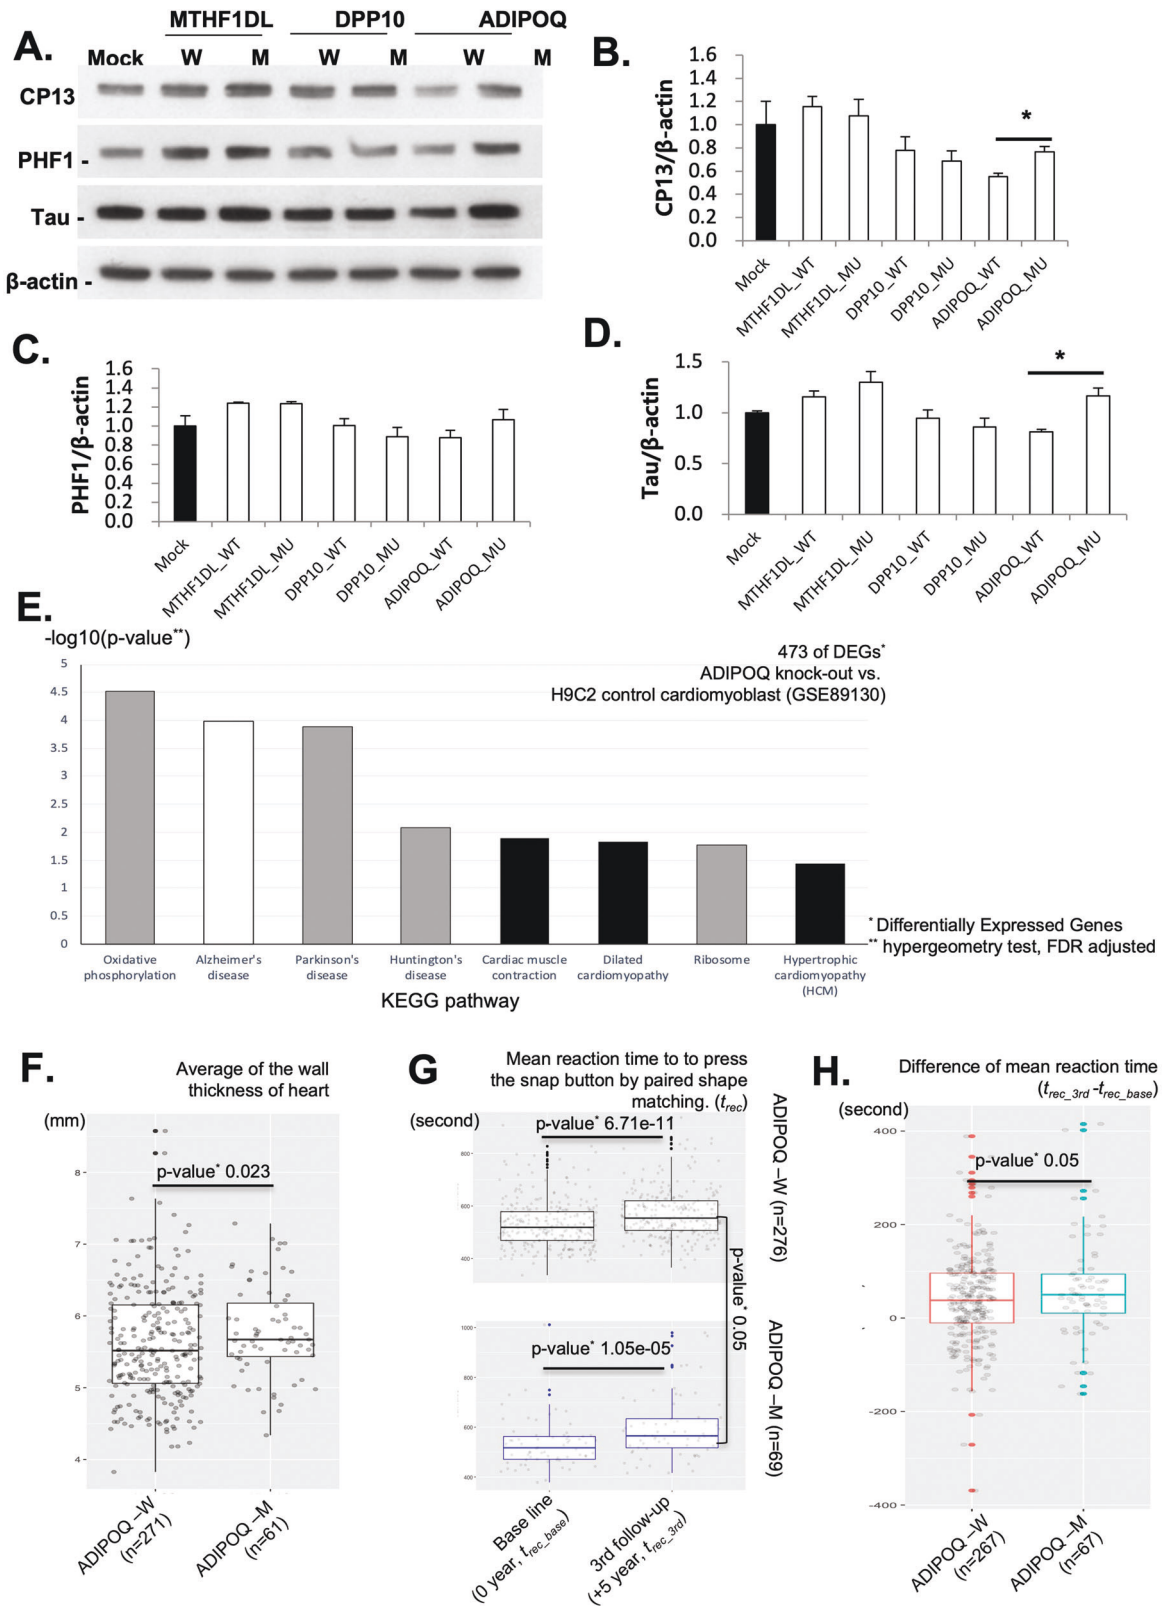 A.
MTHF1DL DPP10 ADIPOQ
Mock W M W M W M
CP13
PHF1 -
Tau -
β-actin -
B.
CP13/β-actin
1.6
1.4
1.2
1.0
0.8
0.6
0.4
0.2
0.0
*
Mock
MTHF1DL_WT
MTHF1DL_MU
DPP10_WT
DPP10_MU
ADIPOQ_WT
ADIPOQ_MU
C.
PHF1/β-actin
1.6
1.4
1.2
1.0
0.8
0.6
0.4
0.2
0.0
Mock
MTHF1DL_WT
MTHF1DL_MU
DPP10_WT
DPP10_MU
ADIPOQ_WT
ADIPOQ_MU
D.
Tau/β-actin
1.5
1.0
0.5
0.0
*
Mock
MTHF1DL_WT
MTHF1DL_MU
DPP10_WT
DPP10_MU
ADIPOQ_WT
ADIPOQ_MU
E.
-log10(p-value**)
473 of DEGs*
ADIPOQ knock-out vs.
H9C2 control cardiomyoblast (GSE89130)
5
4.5
4
3.5
3
2.5
2
1.5
1
0.5
0
* Differentially Expressed Genes
** hypergeometry test, FDR adjusted
Oxidative
phosphorylation
Alzheimer's
disease
Parkinson's
disease
Huntington's
disease
Cardiac muscle
contraction
Dilated
cardiomyopathy
Ribosome
Hypertrophic
cardiomyopathy
(HCM)
KEGG pathway
F.
Average of the wall
thickness of heart
(mm)
8
7
6
5
4
p-value* 0.023
ADIPOQ –W
(n=271)
ADIPOQ –M
(n=61)
G
Mean reaction time to to press
the snap button by paired shape
matching. (trec)
(second)
p-value* 6.71e-11
800
600
400
ADIPOQ –W (n=276)
p-value* 0.05
1000
800
600
400
p-value* 1.05e-05
ADIPOQ –M (n=69)
Base line
(0 year, trec_base)
3rd follow-up
(+5 year, trec_3rd)
H.
Difference of mean reaction time
(trec_3rd -trec_base)
(second)
400
200
0
-200
-400
p-value* 0.05
ADIPOQ –W
(n=267)
ADIPOQ –M
(n=67)